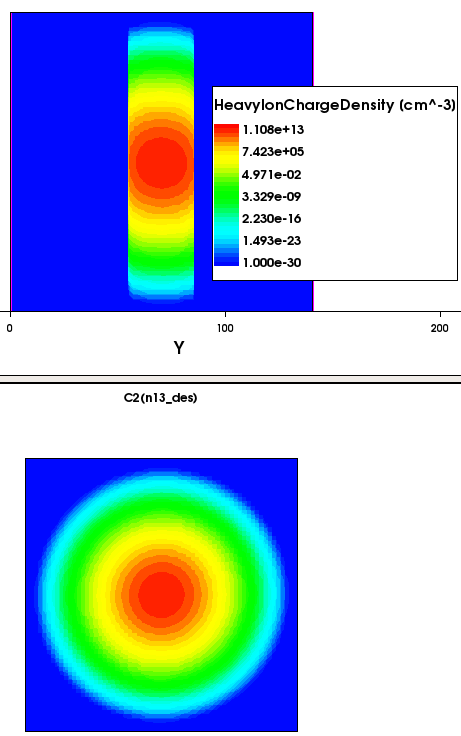 HeavyIonChargeDensity (cm^-3)
1.108e+13
7.423e+05
4.971e-02
3.329e-09
2.230e-16
1.493e-23
1.000e-30
0 100 200
Y
C2(n13_des)